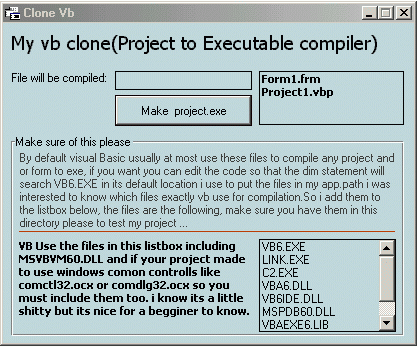 Clone Vb
My vb clone(Project to Executable compiler)
File will be compiled:
Form1.frm
Project1.vbp
Make project.exe
Make sure of this please
By default visual Basic usually at most use these files to compile any project and
or form to exe, if you want you can edit the code so that the dim statement will
search VB6.EXE in its default location i use to put the files in my app.path i was
interested to know which files exactly vb use for compilation.So i add them to
the listbox below, the files are the following, make sure you have them in this
directory please to test my project ...
VB Use the files in this listbox including
MSVBVM60.DLL and if your project made
to use windows comon controlls like
comctl32.ocx or comdlg32.ocx so you
must include them too. i know its a little
shitty but its nice for a begginer to know.
VB6.EXE
LINK.EXE
C2.EXE
VBA6.DLL
VB6IDE.DLL
MSPDB60.DLL
VBAEXE6.LIB